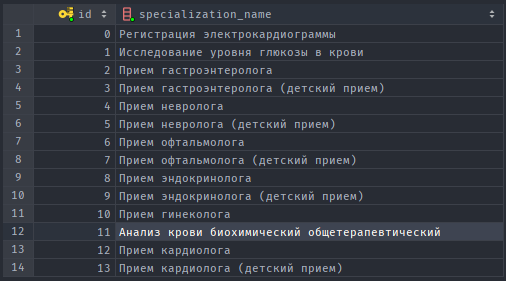 id specialization_name
1 0 Регистрация электрокардиограммы
2 1 Исследование уровня глюкозы в крови
3 2 Прием гастроэнтеролога
4 3 Прием гастроэнтеролога (детский прием)
5 4 Прием невролога
6 5 Прием невролога (детский прием)
7 6 Прием офтальмолога
8 7 Прием офтальмолога (детский прием)
9 8 Прием эндокринолога
10 9 Прием эндокринолога (детский прием)
11 10 Прием гинеколога
12 11 Анализ крови биохимический общетерапевтический
13 12 Прием кардиолога
14 13 Прием кардиолога (детский прием)